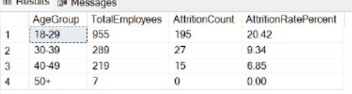 Results Messages
AgeGroup TotalEmployees AttritionCount AttritionRatePercent
1 18-29 955 195 20.42
2 30-39 289 27 9.34
3 40-49 219 15 6.85
4 50+ 7 0 0.00